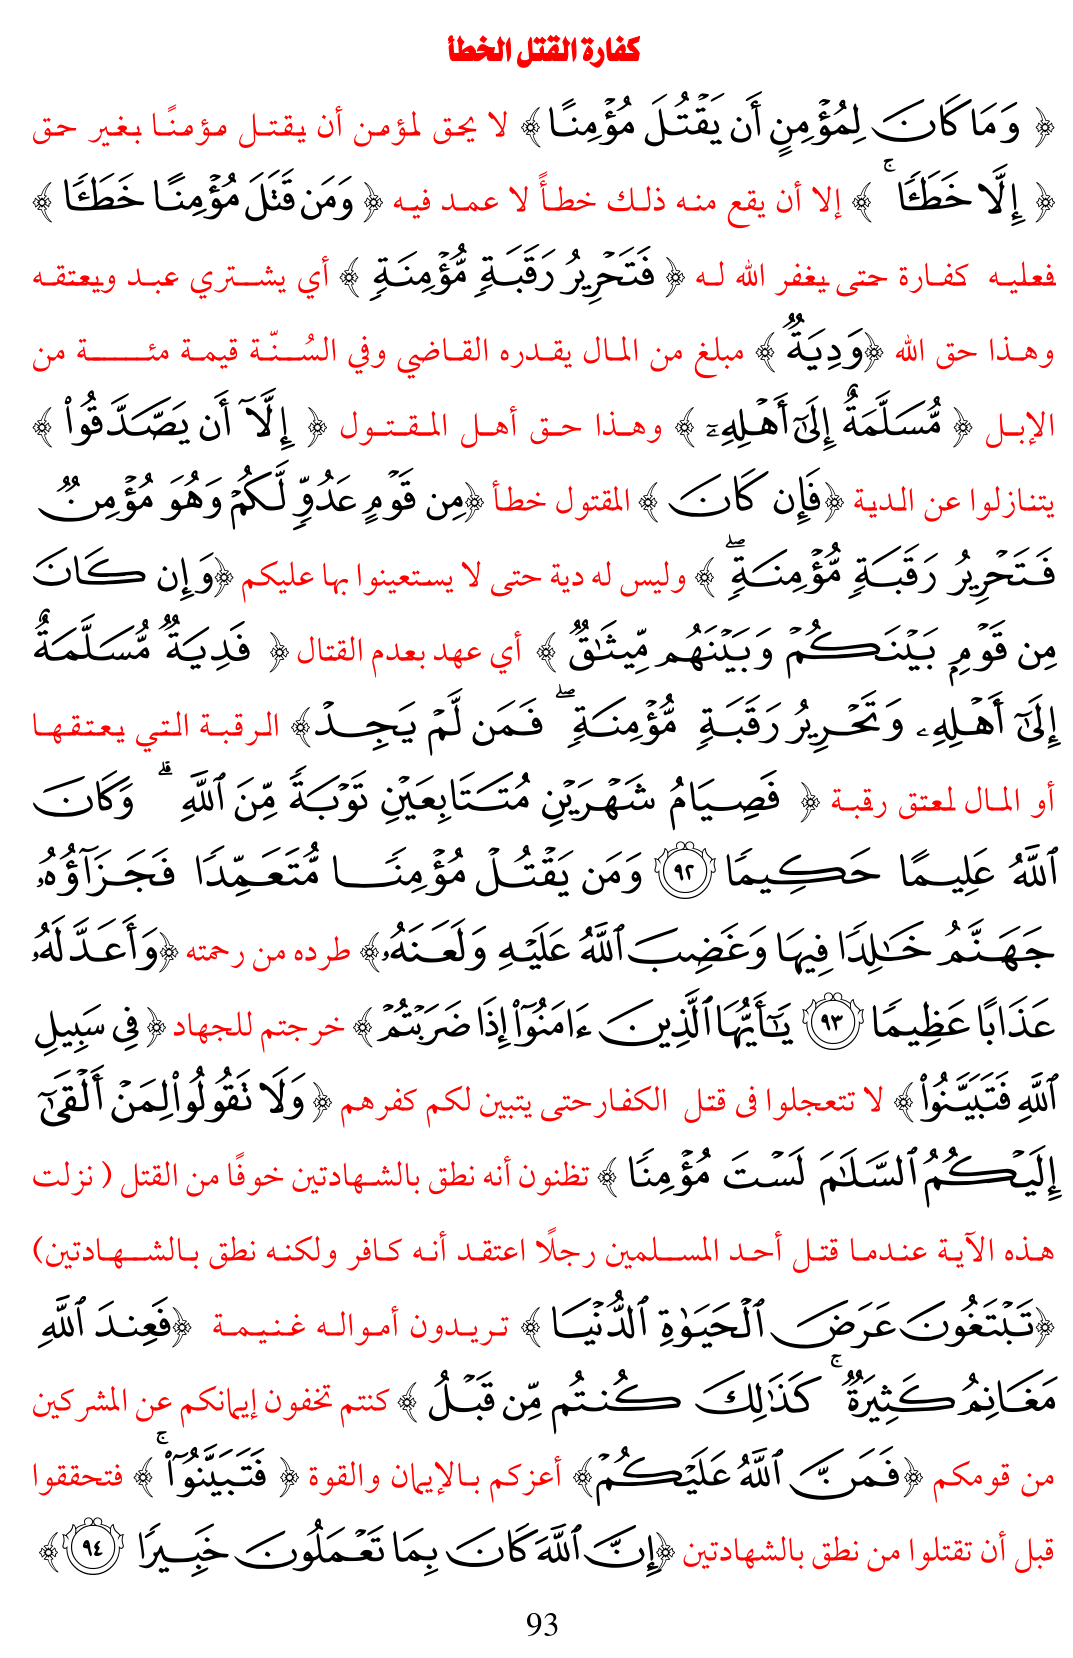 كفارة القتل الخطأ
﴿ وَمَا كَانَ لِمُؤْمِنٍ أَن يَقْتُلَ مُؤْمِنًا ﴾ لا يحق لمؤمن أن يقتل مؤمنًا بغير حق
﴿ إِلَّا خَطَـًٔا ۚ ﴾ إلا أن يقع منه ذلك خطأً لا عمد فيه ﴿ وَمَن قَتَلَ مُؤْمِنًا خَطَـًٔا ﴾
فعليه كفارة حتى يغفر الله له ﴿ فَتَحْرِيرُ رَقَبَةٍ مُّؤْمِنَةٍ ﴾ أي يشتري عبد ويعتقه
وهذا حق الله ﴿وَدِيَةٌ ﴾ مبلغ من المال يقدره القاضي وفي السُنّة قيمة مئة من
الإبل ﴿ مُّسَلَّمَةٌ إِلَىٰٓ أَهْلِهِۦٓ ﴾ وهذا حق أهل المقتول ﴿ إِلَّآ أَن يَصَّدَّقُوا۟ ﴾
يتنازلوا عن الدية ﴿فَإِن كَانَ ﴾ المقتول خطأ ﴿مِن قَوْمٍ عَدُوٍّ لَّكُمْ وَهُوَ مُؤْمِنٌ
فَتَحْرِيرُ رَقَبَةٍ مُّؤْمِنَةٍ ۖ ﴾ وليس له دية حتى لا يستعينوا بها عليكم ﴿وَإِن كَانَ
مِن قَوْمٍ بَيْنَكُمْ وَبَيْنَهُم مِّيثَـٰقٌ ﴾ أي عهد بعدم القتال ﴿ فَدِيَةٌ مُّسَلَّمَةٌ
إِلَىٰٓ أَهْلِهِۦ وَتَحْرِيرُ رَقَبَةٍ مُّؤْمِنَةٍ ۖ فَمَن لَّمْ يَجِدْ ﴾ الرقبة التي يعتقها
أو المال لمعتق رقبة ﴿ فَصِيَامُ شَهْرَيْنِ مُتَتَابِعَيْنِ تَوْبَةً مِّنَ ٱللَّهِ ۗ وَكَانَ
ٱللَّهُ عَلِيمًا حَكِيمًا ٩٢ وَمَن يَقْتُلْ مُؤْمِنًا مُّتَعَمِّدًا فَجَزَآؤُهُۥ
جَهَنَّمُ خَـٰلِدًا فِيهَا وَغَضِبَ ٱللَّهُ عَلَيْهِ وَلَعَنَهُۥ﴾ طرده من رحمته ﴿وَأَعَدَّ لَهُۥ
عَذَابًا عَظِيمًا ٩٣ يَـٰٓأَيُّهَا ٱلَّذِينَ ءَامَنُوٓا۟ إِذَا ضَرَبْتُمْ ﴾ خرجتم للجهاد ﴿ فِى سَبِيلِ
ٱللَّهِ فَتَبَيَّنُوا۟ ﴾ لا تتعجلوا فى قتل الكفارحتى يتبين لكم كفرهم ﴿ وَلَا تَقُولُوا۟ لِمَنْ أَلْقَىٰٓ
إِلَيْكُمُ ٱلسَّلَـٰمَ لَسْتَ مُؤْمِنًا ﴾ تظنون أنه نطق بالشهادتين خوفًا من القتل ( نزلت
هذه الآية عندما قتل أحد المسلمين رجلًا اعتقد أنه كافر ولكنه نطق بالشهادتين)
﴿تَبْتَغُونَ عَرَضَ ٱلْحَيَوٰةِ ٱلدُّنْيَا ﴾ تريدون أمواله غنيمة ﴿فَعِندَ ٱللَّهِ
مَغَانِمُ كَثِيرَةٌ ۚ كَذَٰلِكَ كُنتُم مِّن قَبْلُ ﴾ كنتم تخفون إيمانكم عن المشركين
من قومكم ﴿فَمَنَّ ٱللَّهُ عَلَيْكُمْ ﴾ أعزكم بالإيمان والقوة ﴿ فَتَبَيَّنُوٓا۟ ۚ ﴾ فتحققوا
قبل أن تقتلوا من نطق بالشهادتين ﴿إِنَّ ٱللَّهَ كَانَ بِمَا تَعْمَلُونَ خَبِيرًا ٩٤ ﴾
93